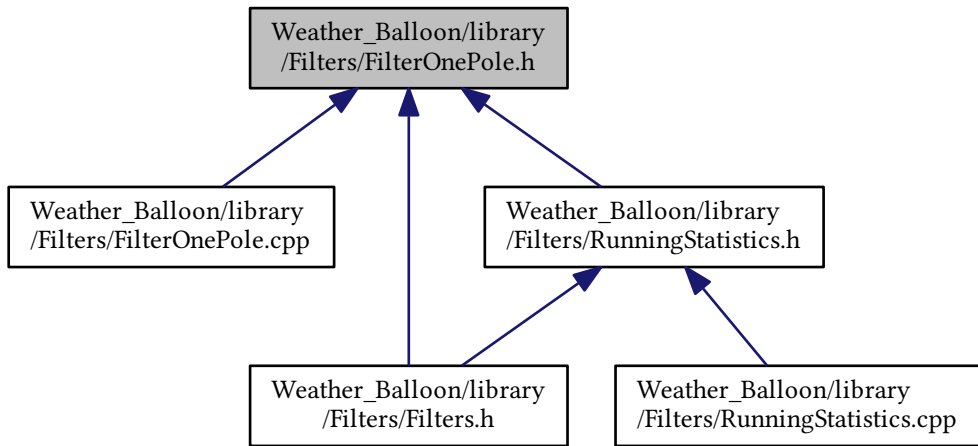 Weather_Balloon/library
/Filters/FilterOnePole.h
Weather_Balloon/library
/Filters/FilterOnePole.cpp
Weather_Balloon/library
/Filters/RunningStatistics.h
Weather_Balloon/library
/Filters/Filters.h
Weather_Balloon/library
/Filters/RunningStatistics.cpp